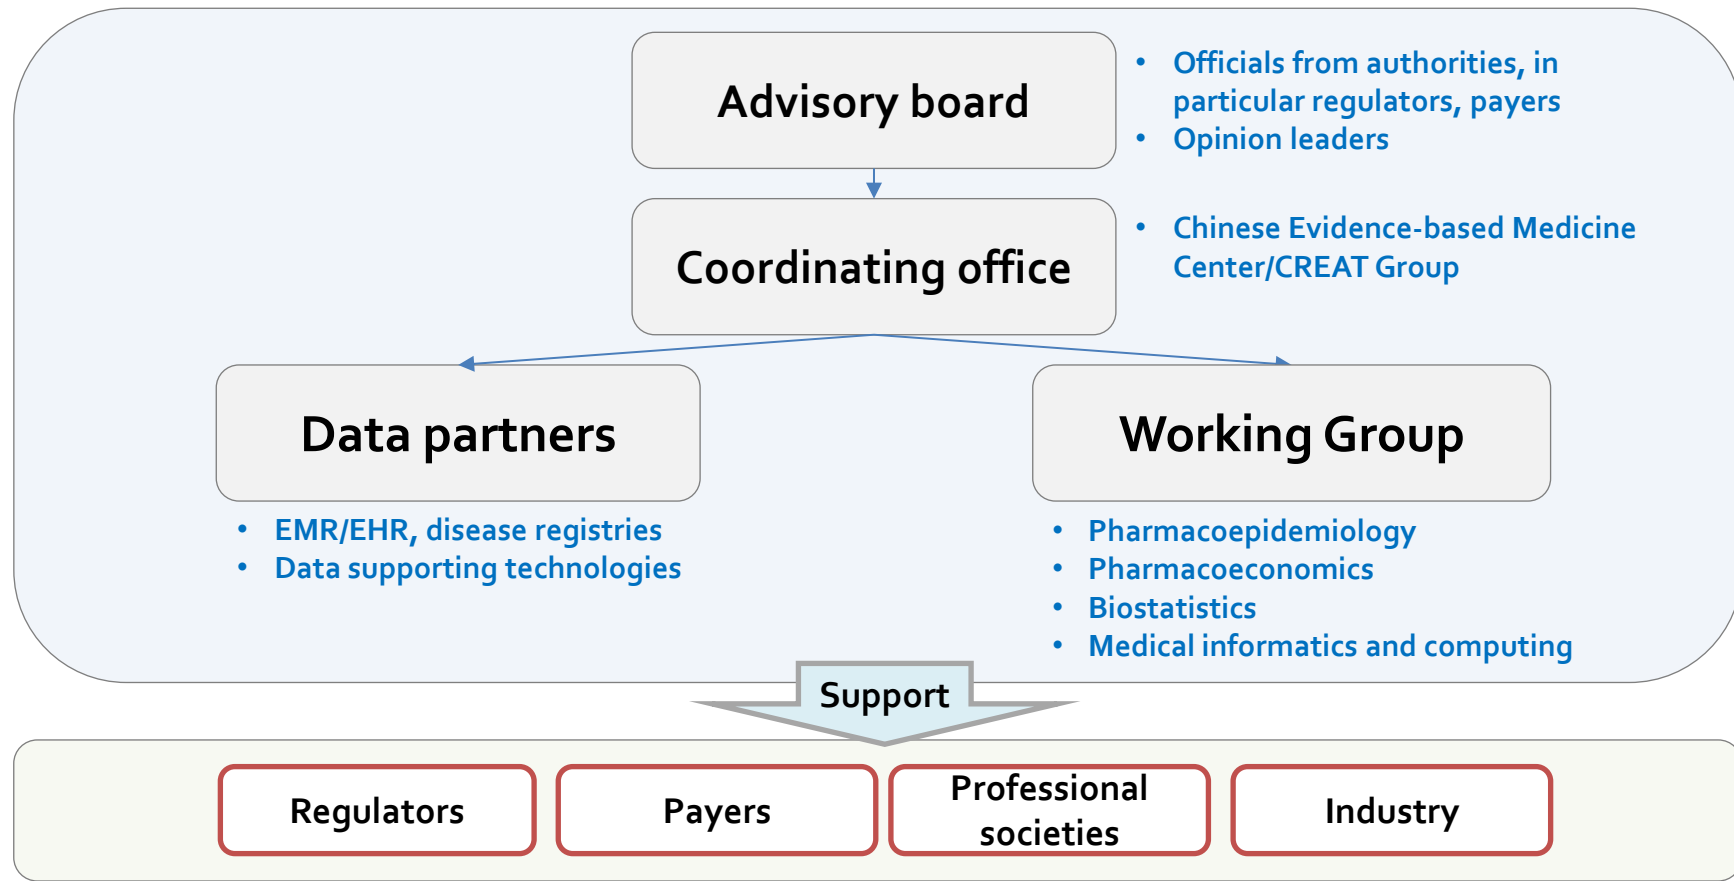 Advisory board
• Officials from authorities, in
particular regulators, payers
• Opinion leaders
Coordinating office
• Chinese Evidence-based Medicine
Center/CREAT Group
Data partners
• EMR/EHR, disease registries
• Data supporting technologies
Working Group
• Pharmacoepidemiology
• Pharmacoeconomics
• Biostatistics
• Medical informatics and computing
Support
Regulators
Payers
Professional
societies
Industry